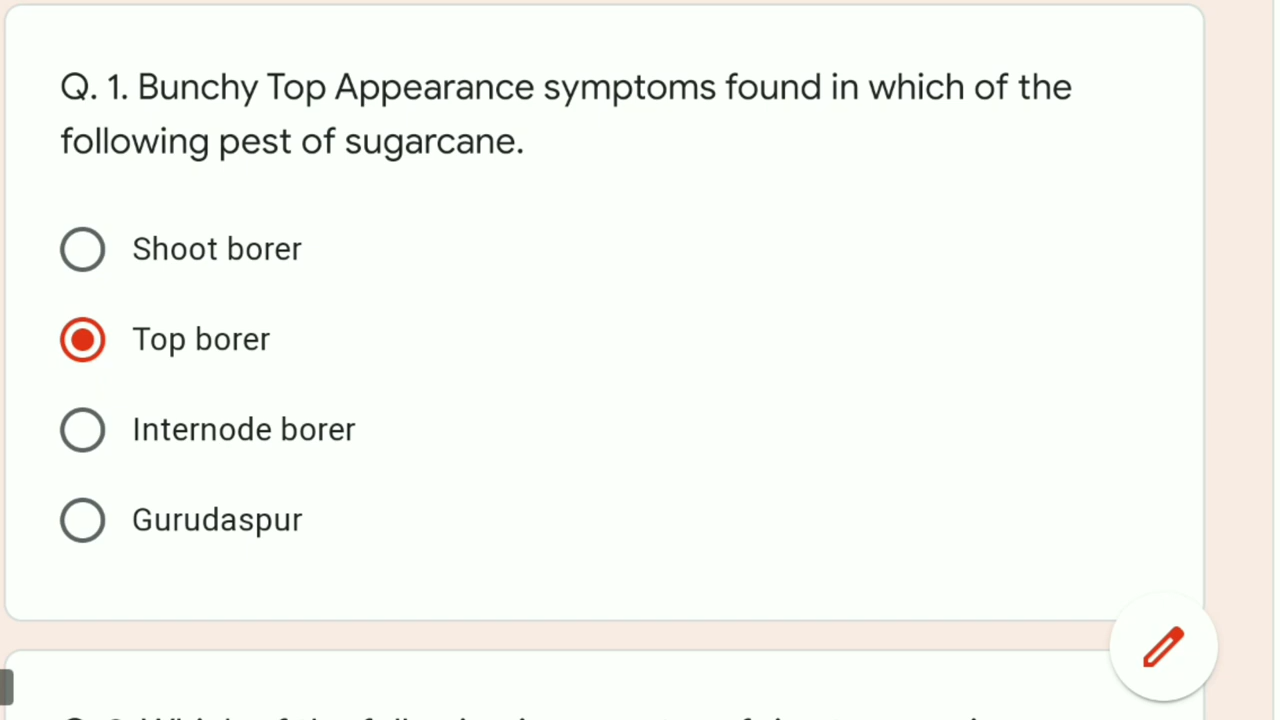 Q. 1. Bunchy Top Appearance symptoms found in which of the
following pest of sugarcane.
Shoot borer
Top borer
Internode borer
Gurudaspur